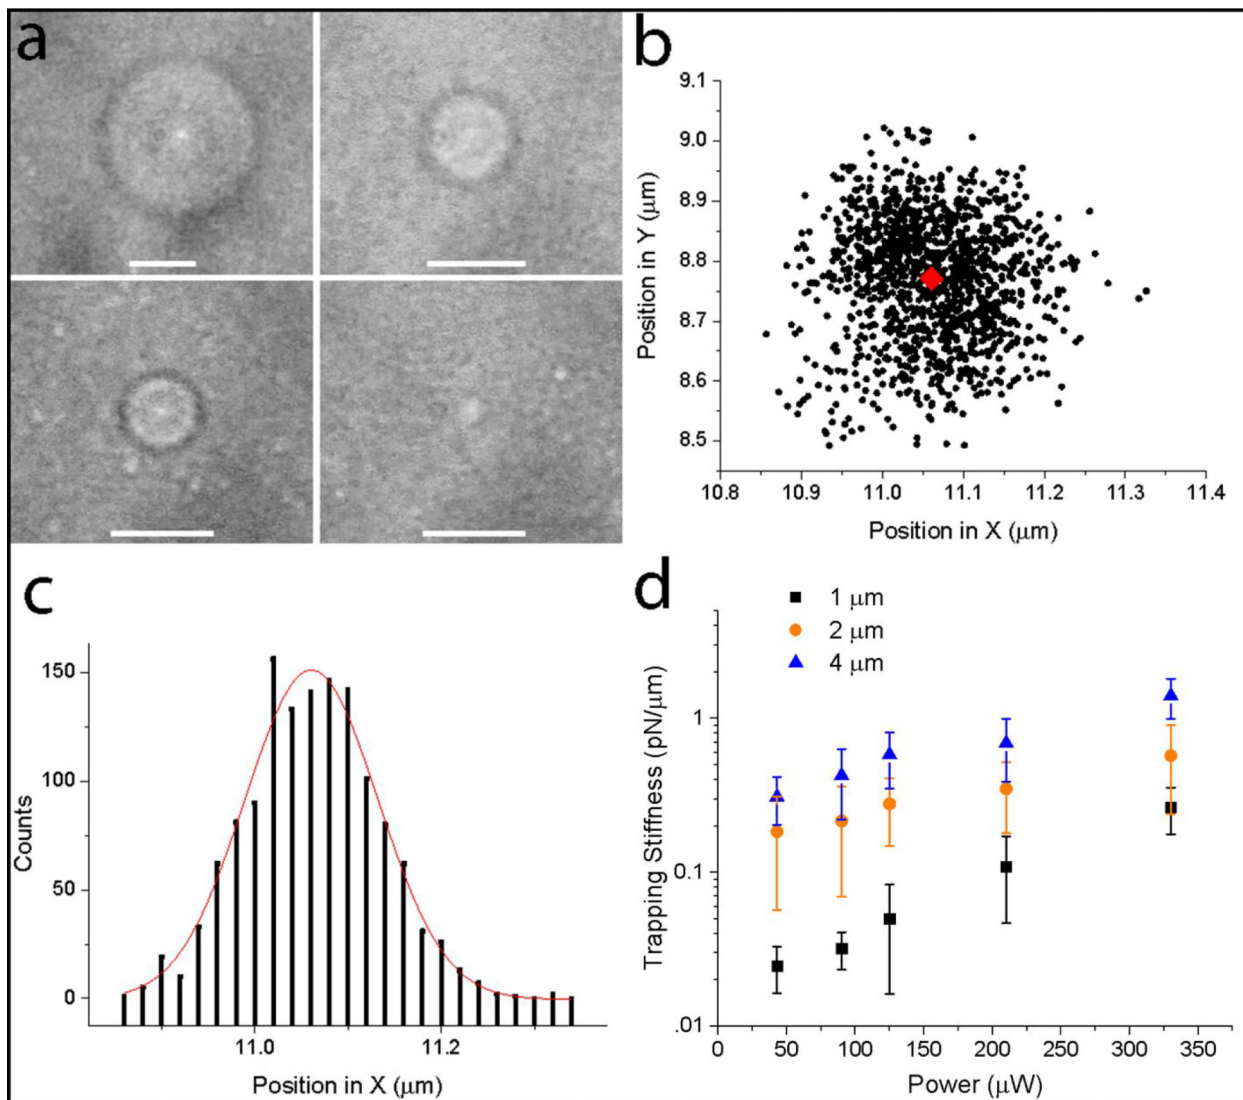 a
b
9.1
9.0
8.9
8.8
8.7
8.6
8.5
Position in Y (μm)
10.8 10.9 11.0 11.1 11.2 11.3 11.4
Position in X (μm)
c
150
100
50
0
Counts
11.0 11.2
Position in X (μm)
d
1 μm
2 μm
4 μm
1
0.1
.01
Trapping Stiffness (pN/μm)
0 50 100 150 200 250 300 350
Power (μW)